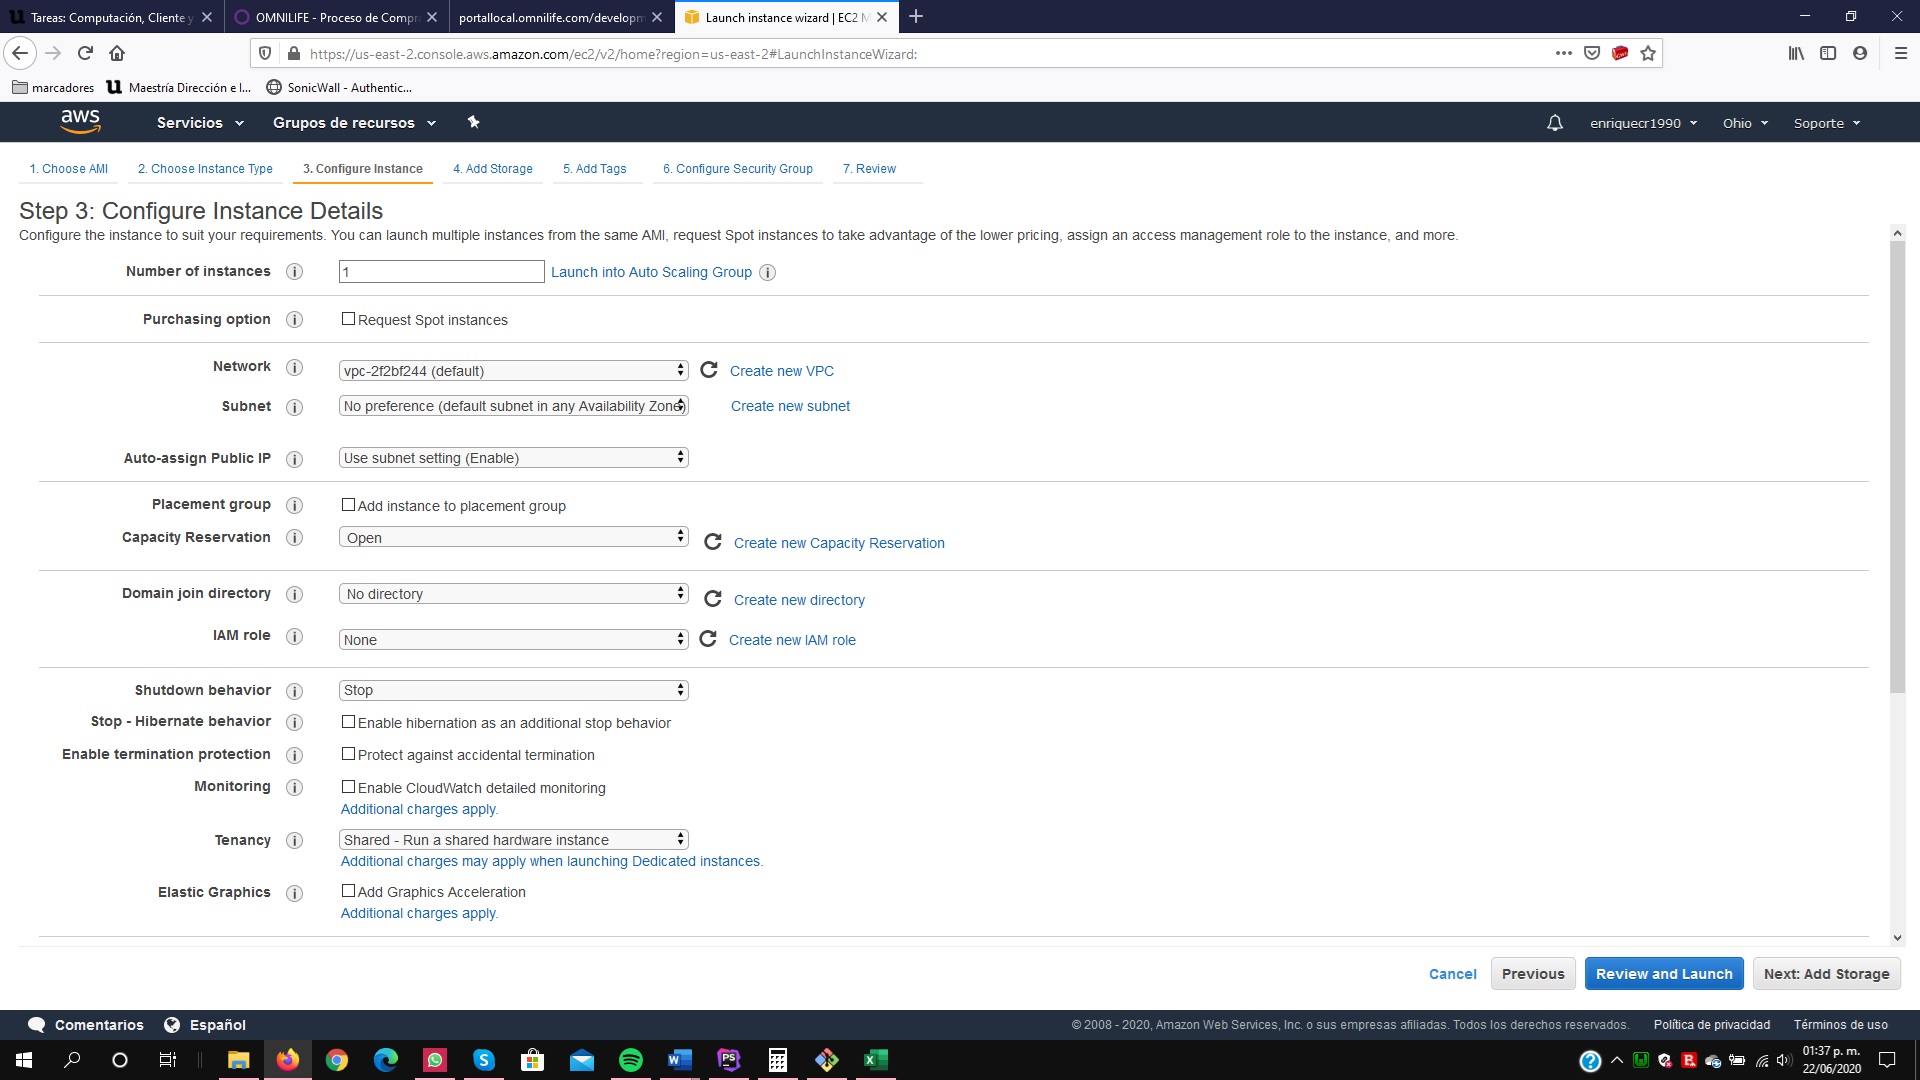 Tareas: Computación, Cliente y
OMNILIFE - Proceso de Compr
portallocal.omnilife.com/developm
Launch instance wizard | EC2 M
https://us-east-2.console.aws.amazon.com/ec2/v2/home?region=us-east-2#LaunchInstanceWizard:
marcadores
Maestría Dirección e I...
SonicWall - Authentic...
aws
Servicios
Grupos de recursos
enriquecr1990
Ohio
Soporte
1. Choose AMI
2. Choose Instance Type
3. Configure Instance
4. Add Storage
5. Add Tags
6. Configure Security Group
7. Review
Step 3: Configure Instance Details
Configure the instance to suit your requirements. You can launch multiple instances from the same AMI, request Spot instances to take advantage of the lower pricing, assign an access management role to the instance, and more.
Number of instances
1
Launch into Auto Scaling Group
Purchasing option
Request Spot instances
Network
vpc-2f2bf244 (default)
Create new VPC
Subnet
No preference (default subnet in any Availability Zone)
Create new subnet
Auto-assign Public IP
Use subnet setting (Enable)
Placement group
Add instance to placement group
Capacity Reservation
Open
Create new Capacity Reservation
Domain join directory
No directory
Create new directory
IAM role
None
Create new IAM role
Shutdown behavior
Stop
Stop - Hibernate behavior
Enable hibernation as an additional stop behavior
Enable termination protection
Protect against accidental termination
Monitoring
Enable CloudWatch detailed monitoring
Additional charges apply.
Tenancy
Shared - Run a shared hardware instance
Additional charges may apply when launching Dedicated instances.
Elastic Graphics
Add Graphics Acceleration
Additional charges apply.
Cancel
Previous
Review and Launch
Next: Add Storage
Comentarios
Español
© 2008 - 2020, Amazon Web Services, Inc. o sus empresas afiliadas. Todos los derechos reservados.
Política de privacidad
Términos de uso
01:37 p. m.
22/06/2020